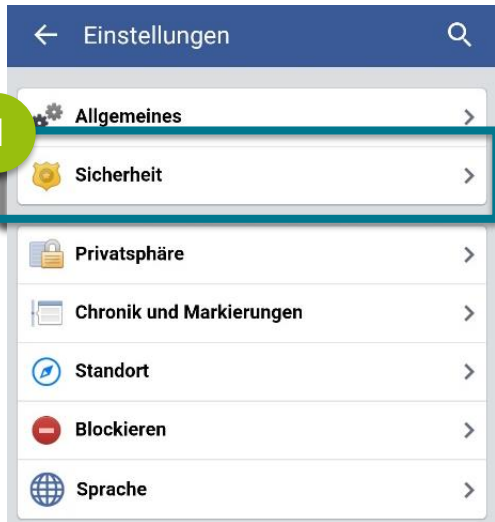 Einstellungen
Allgemeines
Sicherheit
Privatsphäre
Chronik und Markierungen
Standort
Blockieren
Sprache